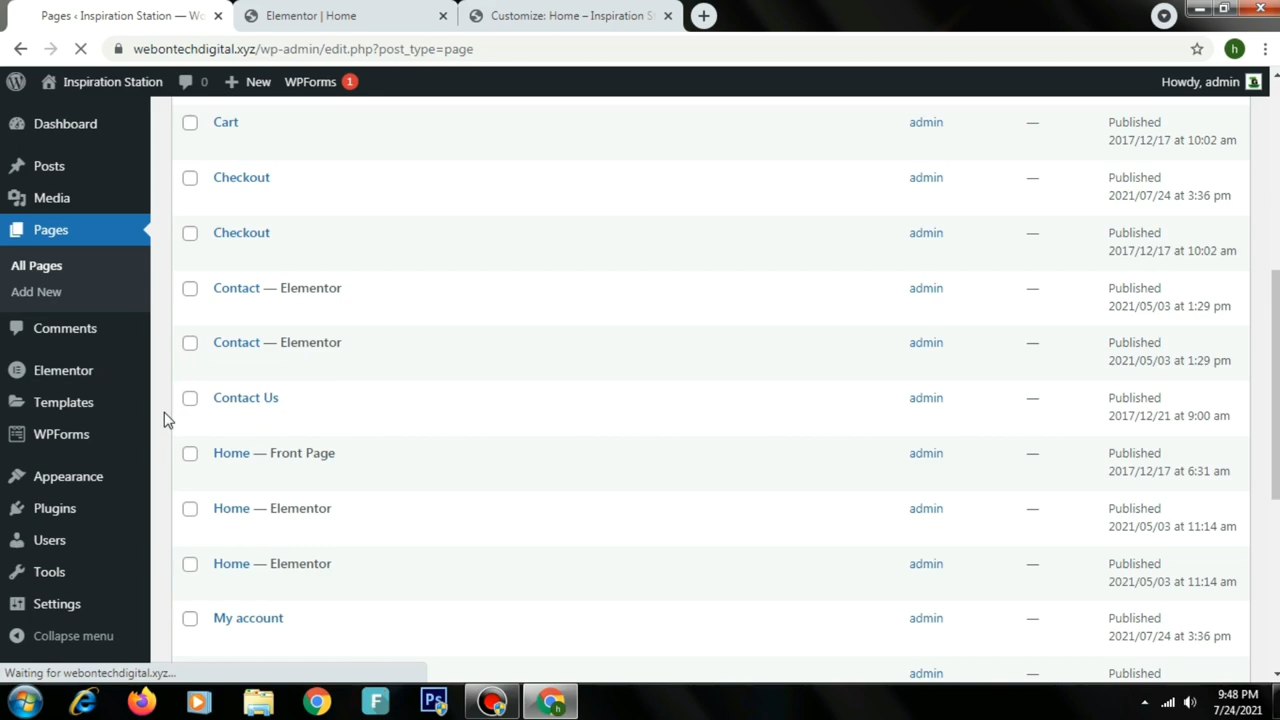 Pages ‹ Inspiration Station — Wo
Elementor | Home
Customize: Home – Inspiration S
webontechdigital.xyz/wp-admin/edit.php?post_type=page
h
Inspiration Station
0
New
WPForms 1
Howdy, admin
Dashboard
Posts
Media
Pages
All Pages
Add New
Comments
Elementor
Templates
WPForms
Appearance
Plugins
Users
Tools
Settings
Collapse menu
Cart admin — Published
2017/12/17 at 10:02 am
Checkout admin — Published
2021/07/24 at 3:36 pm
Checkout admin — Published
2017/12/17 at 10:02 am
Contact — Elementor admin — Published
2021/05/03 at 1:29 pm
Contact — Elementor admin — Published
2021/05/03 at 1:29 pm
Contact Us admin — Published
2017/12/21 at 9:00 am
Home — Front Page admin — Published
2017/12/17 at 6:31 am
Home — Elementor admin — Published
2021/05/03 at 11:14 am
Home — Elementor admin — Published
2021/05/03 at 11:14 am
My account admin — Published
2021/07/24 at 3:36 pm
admin — Published
Waiting for webontechdigital.xyz...
F
Ps
h
9:48 PM
7/24/2021